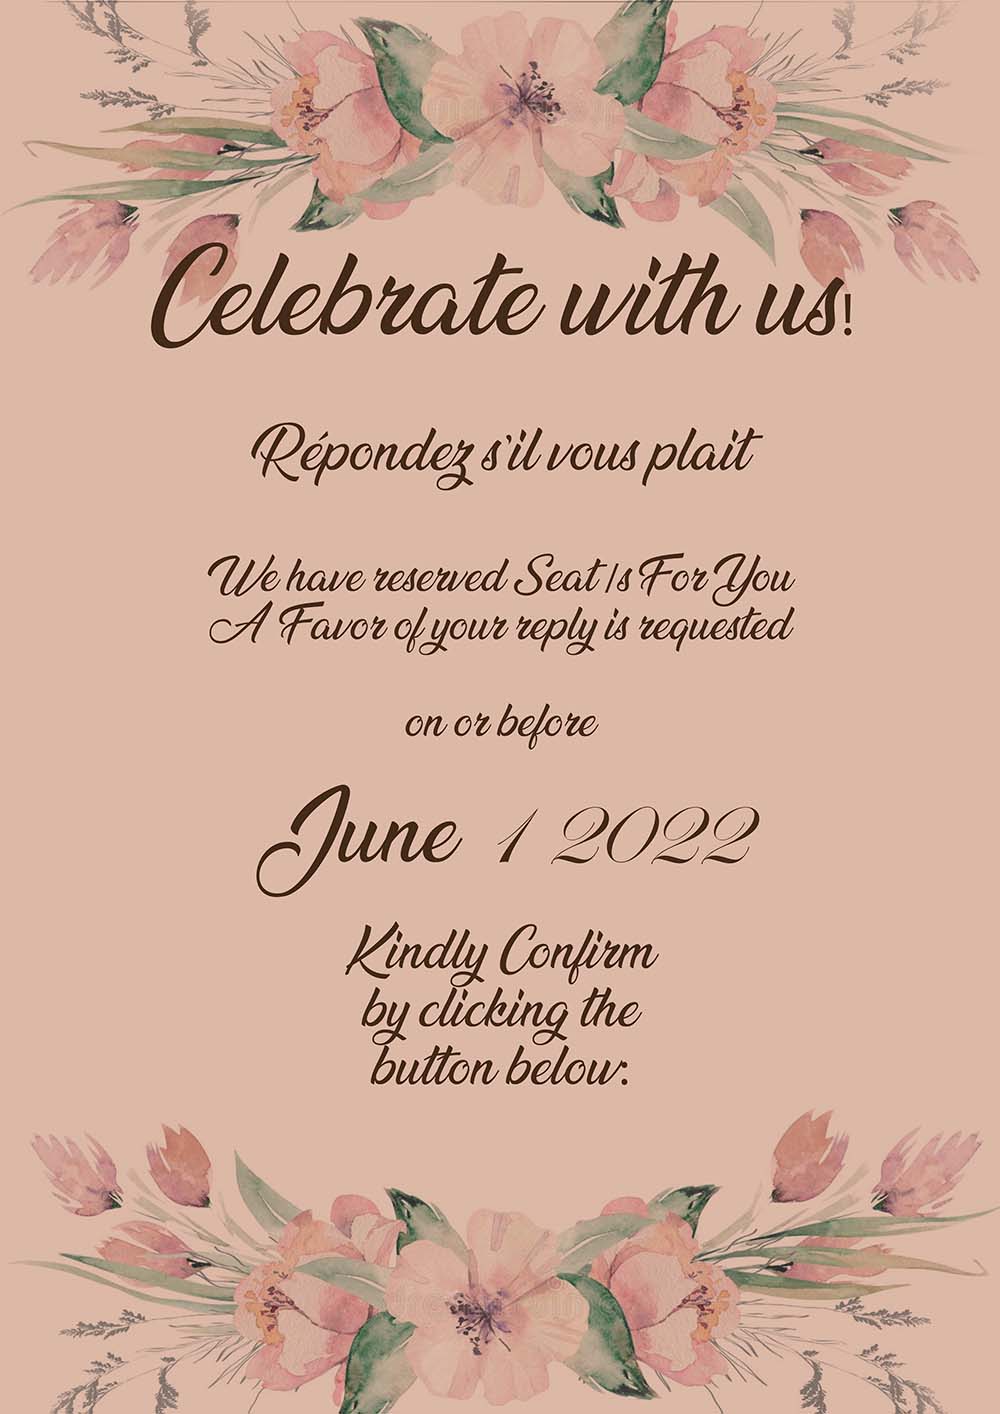 Celebrate with us!
Répondez s'il vous plait
We have reserved Seat/s For You
A Favor of your reply is requested
on or before
June 1 2022
Kindly Confirm
by clicking the
button below: